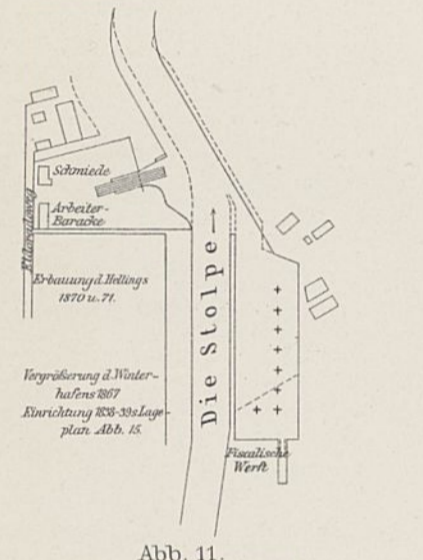 Schmiede
Arbeiter-
Baracke
Erbauung d. Hellings
1870 u. 71.
Vergrößerung d. Winter-
hafens 1867
Einrichtung 1838-39 s. Lage-
plan Abb. 15.
Die Stolpe
Fiscalische
Werft
Abb. 11.